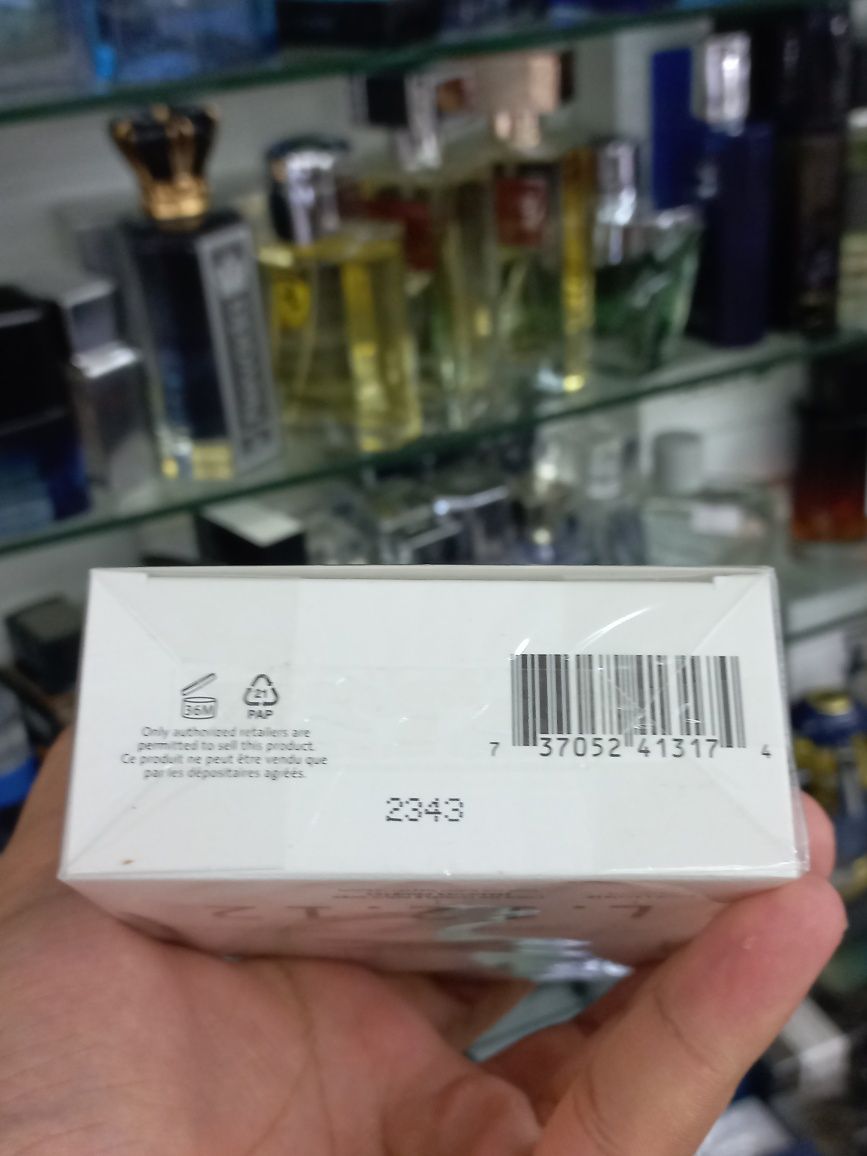 36M
21
PAP
Only authorized retailers are
permitted to sell this product.
Ce produit ne peut être vendu que
par les dépositaires agréés.
7 37052 41317 4
2343